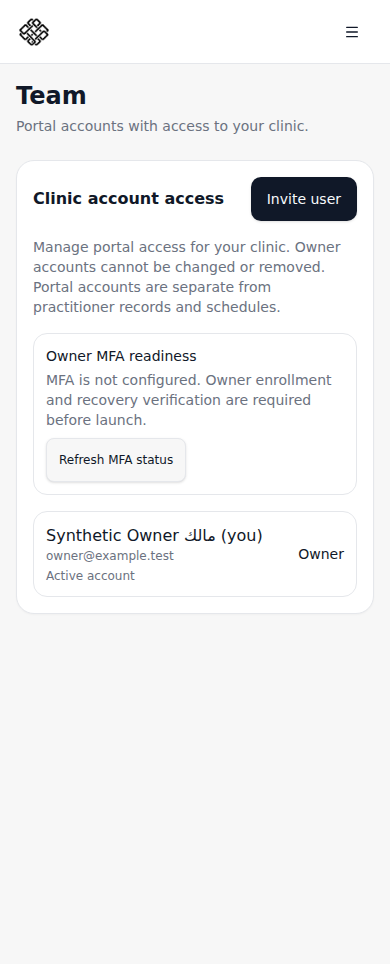 Team
Portal accounts with access to your clinic.
Clinic account access
Invite user
Manage portal access for your clinic. Owner
accounts cannot be changed or removed.
Portal accounts are separate from
practitioner records and schedules.
Owner MFA readiness
MFA is not configured. Owner enrollment
and recovery verification are required
before launch.
Refresh MFA status
Synthetic Owner مالك (you)
owner@example.test
Active account
Owner